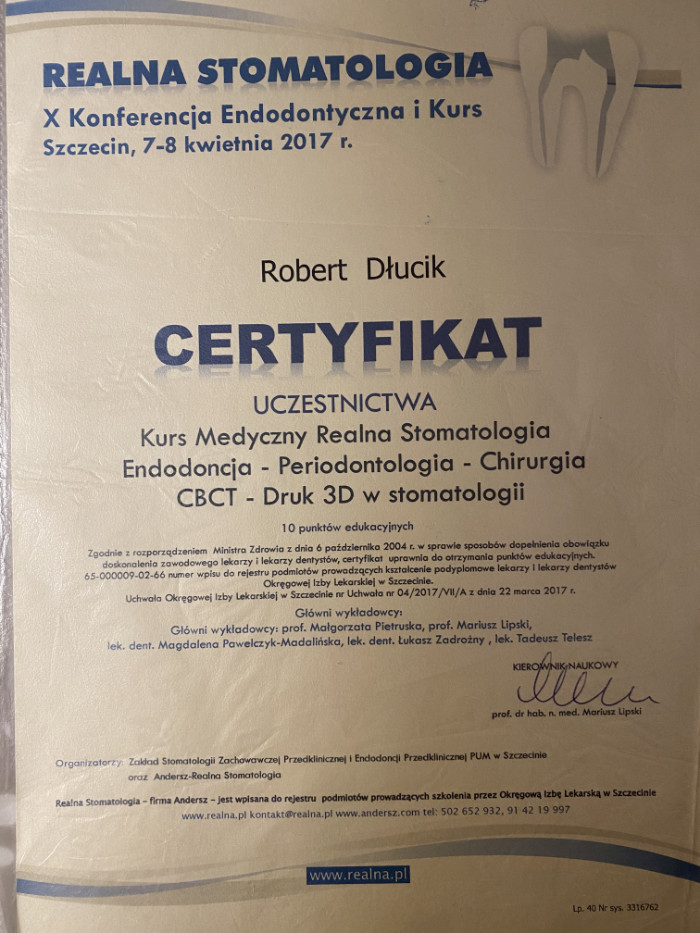 REALNA STOMATOLOGIA
X Konferencja Endodontyczna i Kurs
Szczecin, 7-8 kwietnia 2017 r.
Robert Dłucik
CERTYFIKAT
UCZESTNICTWA
Kurs Medyczny Realna Stomatologia
Endodoncja - Periodontologia - Chirurgia
CBCT - Druk 3D w stomatologii
10 punktów edukacyjnych
Zgodnie z rozporządzeniem Ministra Zdrowia z dnia 6 października 2004 r. w sprawie sposobów dopełnienia obowiązku
doskonalenia zawodowego lekarzy i lekarzy dentystów, certyfikat uprawnia do otrzymania punktów edukacyjnych.
65-000009-02-66 numer wpisu do rejestru podmiotów prowadzących kształcenie podyplomowe lekarzy i lekarzy dentystów
Okręgowej Izby Lekarskiej w Szczecinie.
Uchwała Okręgowej Izby Lekarskiej w Szczecinie nr Uchwała nr 04/2017/VII/A z dnia 22 marca 2017 r.
Główni wykładowcy:
Główni wykładowcy: prof. Małgorzata Pietruska, prof. Mariusz Lipski,
lek. dent. Magdalena Pawelczyk-Madalińska, lek. dent. Łukasz Zadrożny , lek. Tadeusz Telesz
KIEROWNIK NAUKOWY
prof. dr hab. n. med. Mariusz Lipski
Organizatorzy: Zakład Stomatologii Zachowawczej Przedklinicznej i Endodoncji Przedklinicznej PUM w Szczecinie
oraz Andersz-Realna Stomatologia
Realna Stomatologia – firma Andersz – jest wpisana do rejestru podmiotów prowadzących szkolenia przez Okręgową Izbę Lekarską w Szczecinie
www.realna.pl kontakt@realna.pl www.andersz.com tel: 502 652 932, 91 42 19 997
www.realna.pl
Lp. 40 Nr sys. 3316762